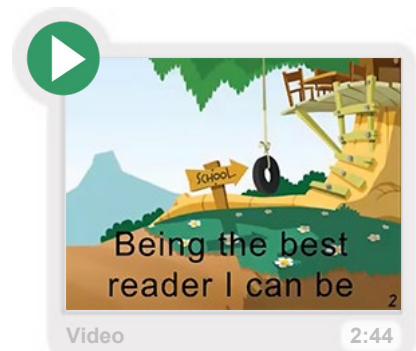 SCHOOL
Being the best
reader I can be
2
Video
2:44